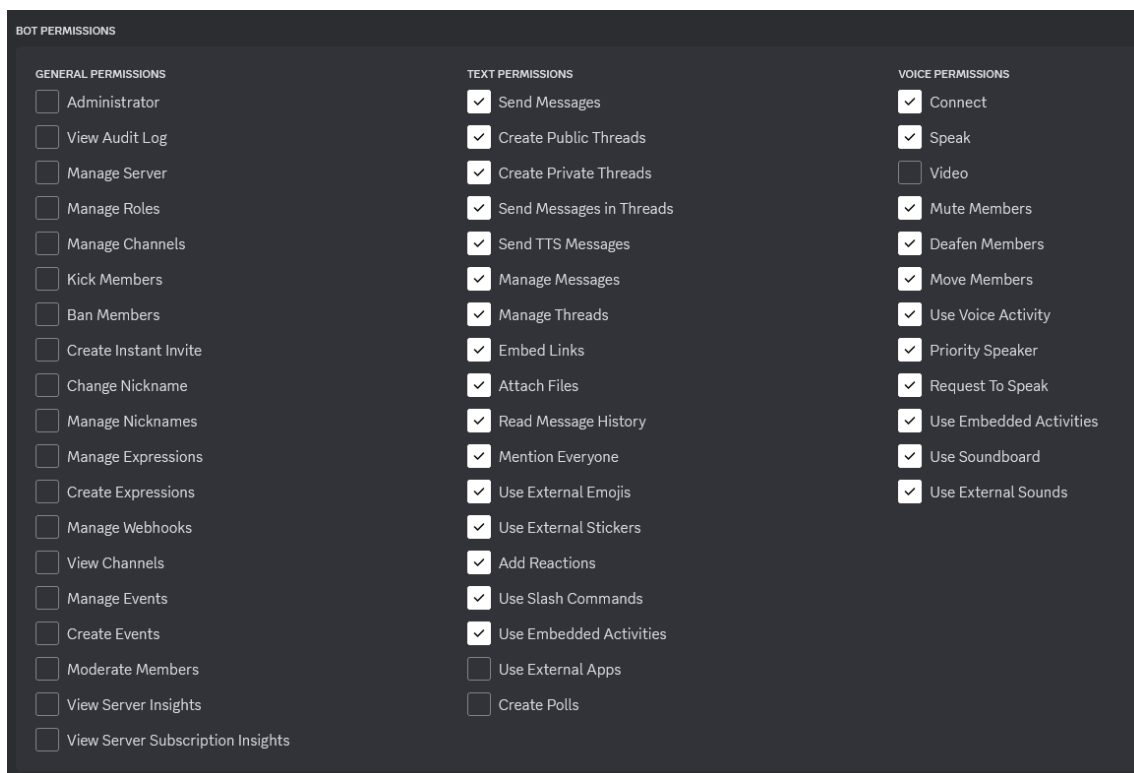 BOT PERMISSIONS
GENERAL PERMISSIONS
Administrator
View Audit Log
Manage Server
Manage Roles
Manage Channels
Kick Members
Ban Members
Create Instant Invite
Change Nickname
Manage Nicknames
Manage Expressions
Create Expressions
Manage Webhooks
View Channels
Manage Events
Create Events
Moderate Members
View Server Insights
View Server Subscription Insights
TEXT PERMISSIONS
Send Messages
Create Public Threads
Create Private Threads
Send Messages in Threads
Send TTS Messages
Manage Messages
Manage Threads
Embed Links
Attach Files
Read Message History
Mention Everyone
Use External Emojis
Use External Stickers
Add Reactions
Use Slash Commands
Use Embedded Activities
Use External Apps
Create Polls
VOICE PERMISSIONS
Connect
Speak
Video
Mute Members
Deafen Members
Move Members
Use Voice Activity
Priority Speaker
Request To Speak
Use Embedded Activities
Use Soundboard
Use External Sounds